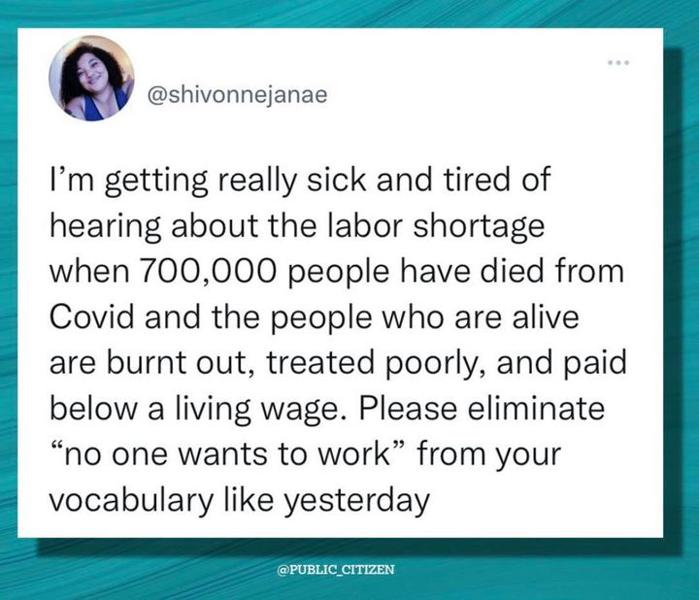 @shivonnejanae
I’m getting really sick and tired of
hearing about the labor shortage
when 700,000 people have died from
Covid and the people who are alive
are burnt out, treated poorly, and paid
below a living wage. Please eliminate
“no one wants to work” from your
vocabulary like yesterday
@PUBLIC_CITIZEN